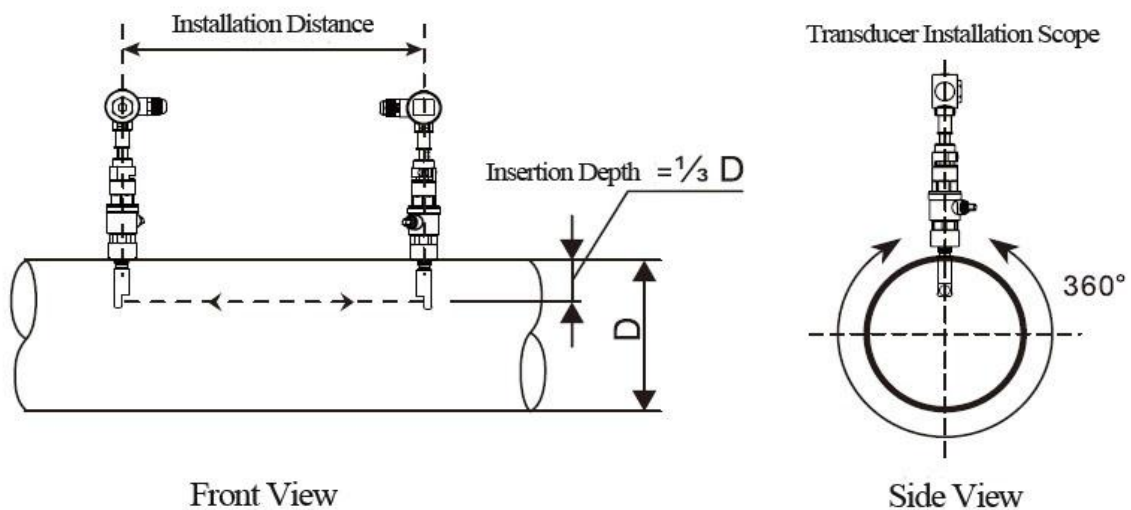 Installation Distance
Transducer Installation Scope
Insertion Depth =⅓ D
D
360°
Front View
Side View